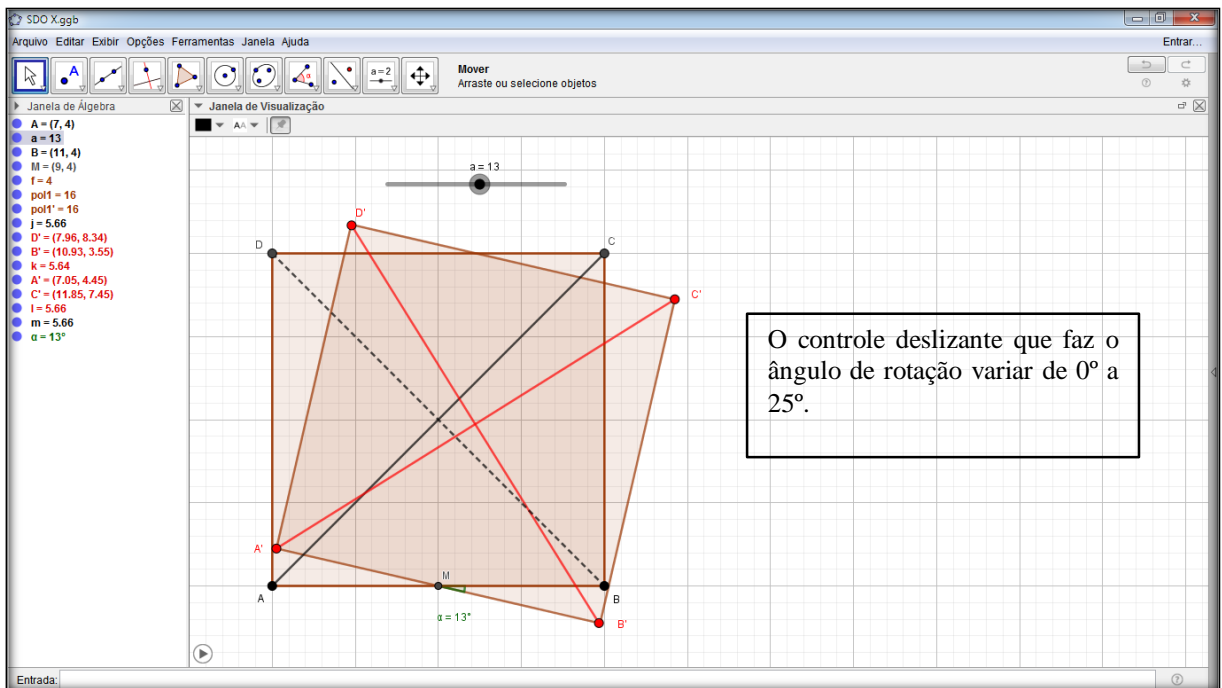 SDO X.ggb
Arquivo Editar Exibir Opções Ferramentas Janela Ajuda
Entrar...
A
α
a=2
Mover
Arraste ou selecione objetos
Janela de Álgebra
Janela de Visualização
AA
A = (7, 4)
a = 13
B = (11, 4)
M = (9, 4)
f = 4
pol1 = 16
pol1' = 16
j = 5.66
D' = (7.96, 8.34)
B' = (10.93, 3.55)
k = 5.64
A' = (7.05, 4.45)
C' = (11.85, 7.45)
l = 5.66
m = 5.66
α = 13°
a = 13
D'
D
C
C'
O controle deslizante que faz o
ângulo de rotação variar de 0º a
25º.
A'
M
A
B
α = 13°
B'
Entrada: